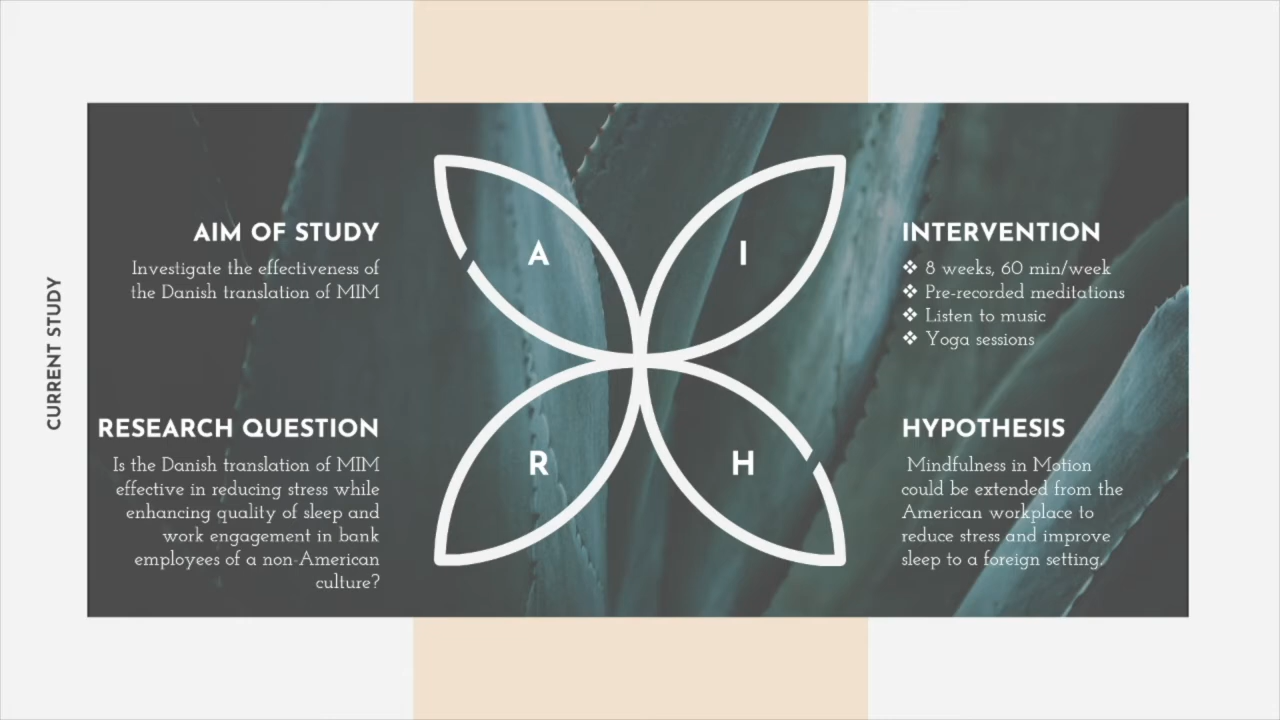 CURRENT STUDY
AIM OF STUDY
Investigate the effectiveness of
the Danish translation of MIM
A
I
INTERVENTION
❖ 8 weeks, 60 min/week
❖ Pre-recorded meditations
❖ Listen to music
❖ Yoga sessions
RESEARCH QUESTION
Is the Danish translation of MIM
effective in reducing stress while
enhancing quality of sleep and
work engagement in bank
employees of a non-American
culture?
R
H
HYPOTHESIS
Mindfulness in Motion
could be extended from the
American workplace to
reduce stress and improve
sleep to a foreign setting.